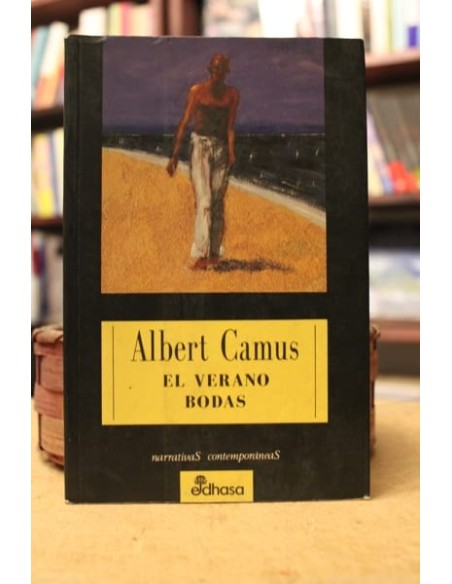 Albert Camus
EL VERANO
BODAS
narrativaS contemporáneaS
edhasa